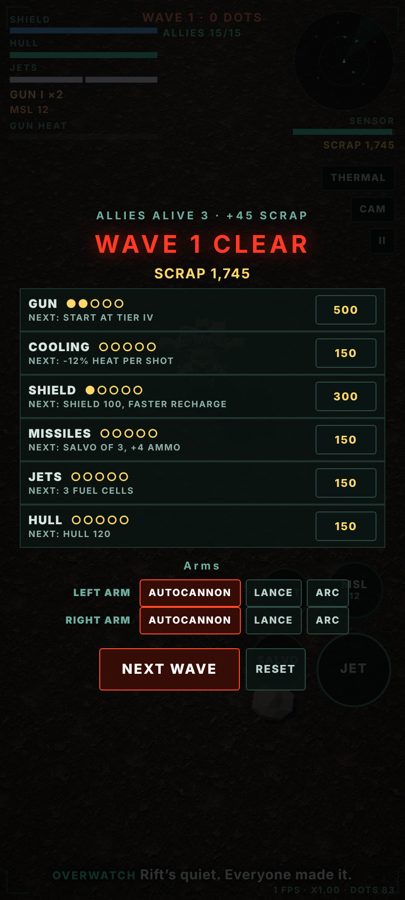 SHIELD
WAVE 1 · 0 DOTS
HULL
ALLIES 15/15
JETS
GUN I ×2
MSL 12
GUN HEAT
SENSOR
SCRAP 1,745
THERMAL
CAM
II
ALLIES ALIVE 3 · +45 SCRAP
WAVE 1 CLEAR
SCRAP 1,745
GUN
500
NEXT: START AT TIER IV
COOLING
150
NEXT: -12% HEAT PER SHOT
SHIELD
300
NEXT: SHIELD 100, FASTER RECHARGE
MISSILES
150
NEXT: SALVO OF 3, +4 AMMO
JETS
150
NEXT: 3 FUEL CELLS
HULL
150
NEXT: HULL 120
Arms
LEFT ARM AUTOCANNON LANCE ARC
MSL
12
RIGHT ARM AUTOCANNON LANCE ARC
NEXT WAVE RESET JET
OVERWATCH Rift's quiet. Everyone made it.
1 FPS · X1.00 · DOTS 83